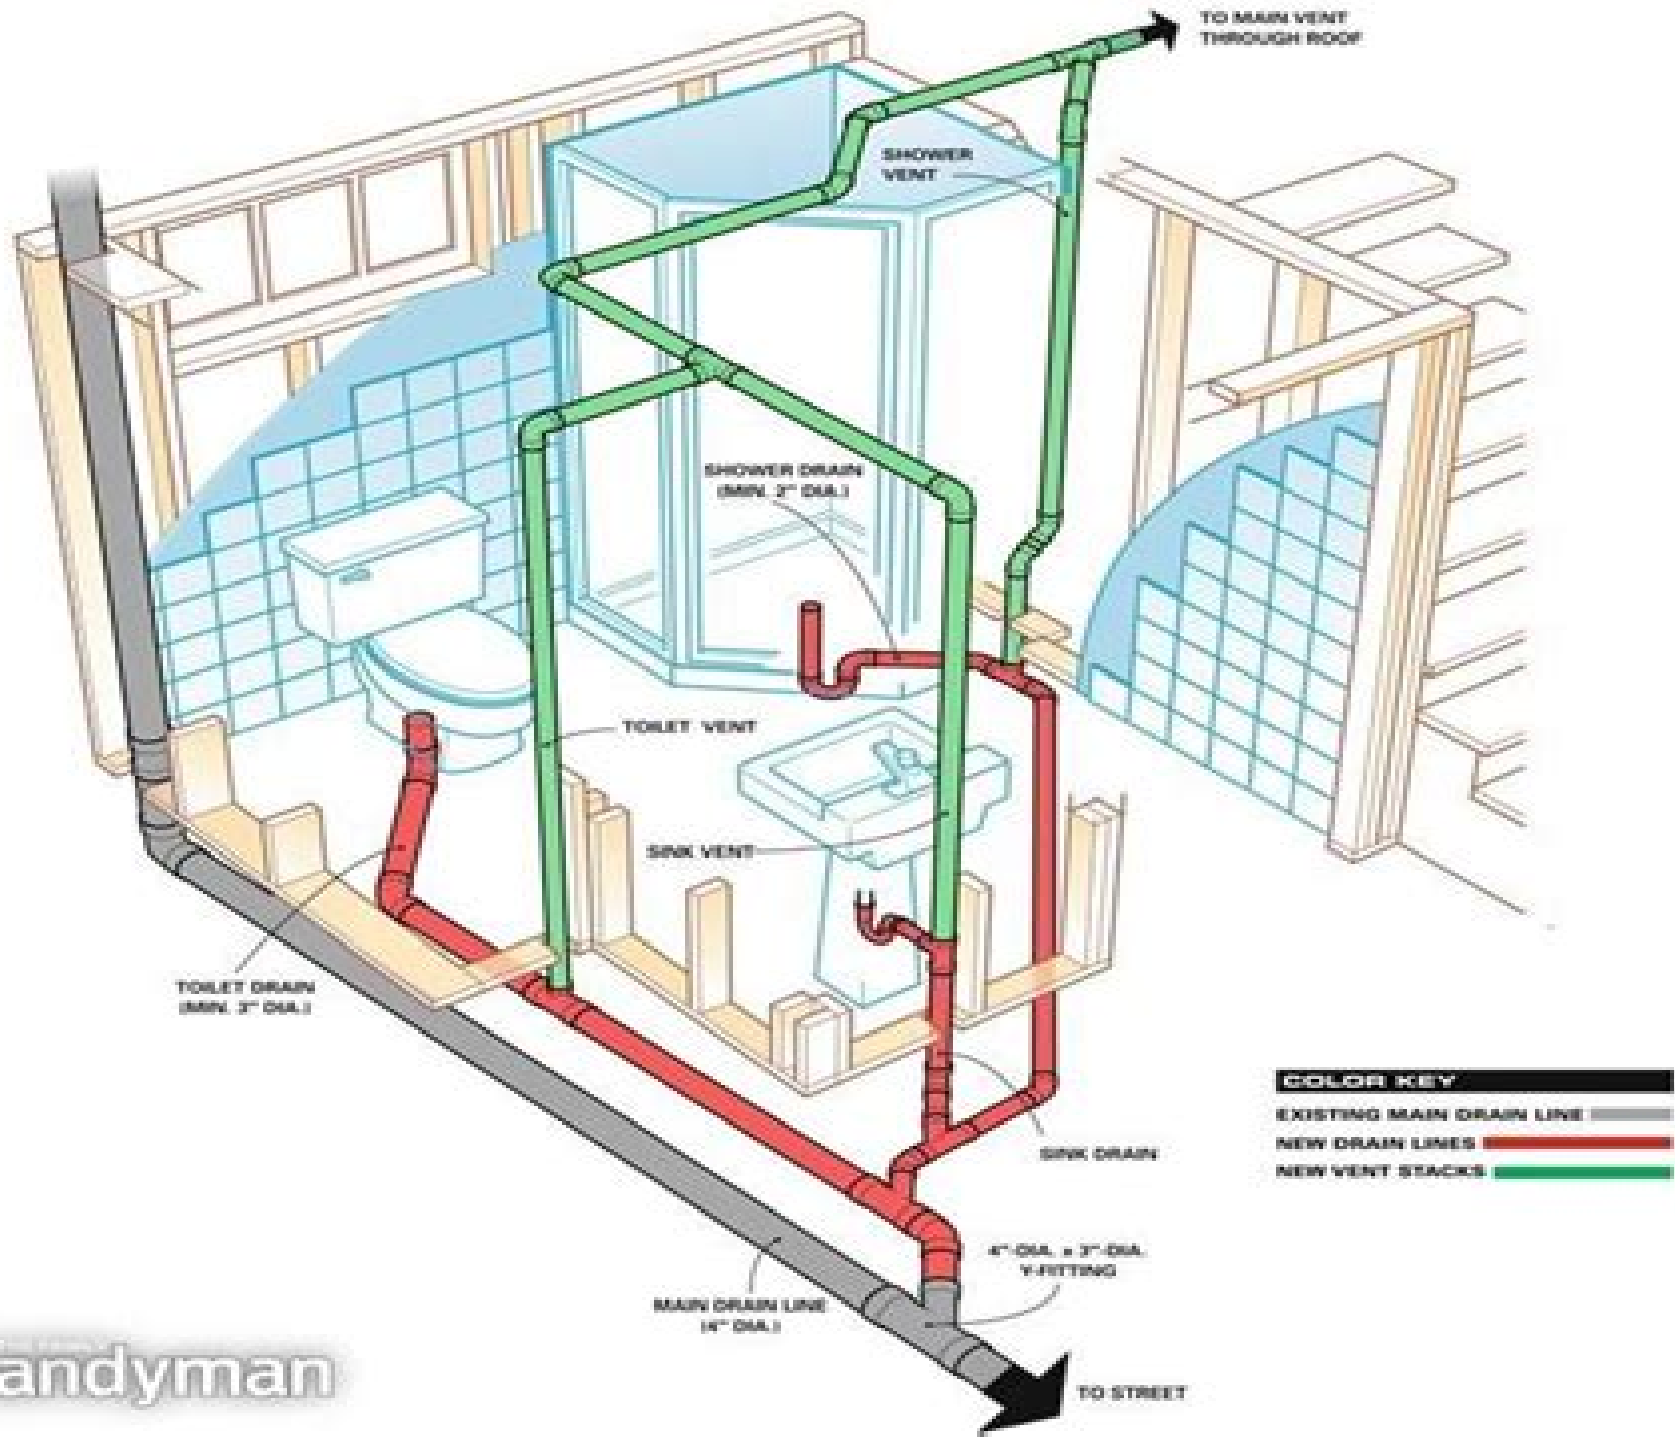 TO MAIN VENT
THROUGH ROOF
SHOWER
VENT
SHOWER DRAIN
(MIN. 2" DIA.)
TOILET VENT
SINK VENT
TOILET DRAIN
(MIN. 3" DIA.)
COLOR KEY
EXISTING MAIN DRAIN LINE
NEW DRAIN LINES
NEW VENT STACKS
SINK DRAIN
4"-DIA. x 3"-DIA.
Y-FITTING
MAIN DRAIN LINE
(4" DIA.)
andyman
TO STREET